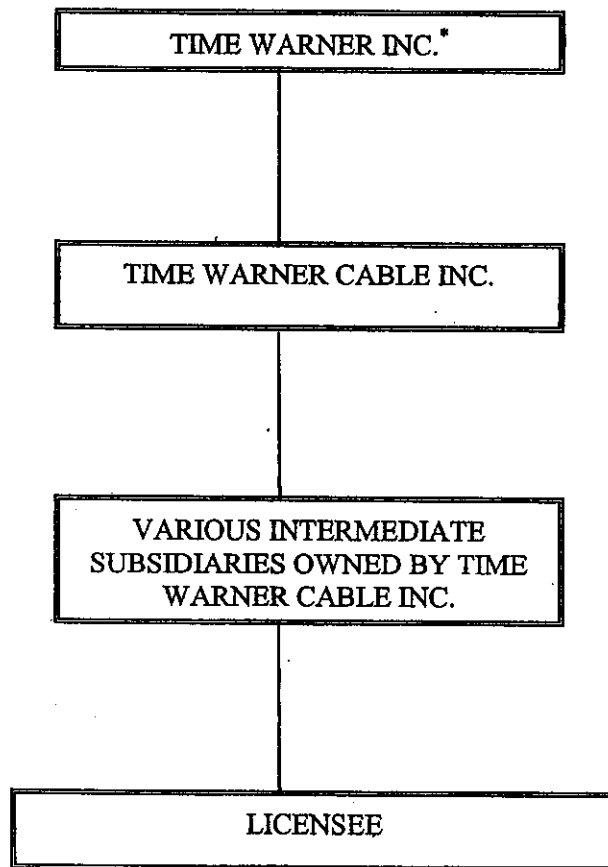 TIME WARNER INC.*
TIME WARNER CABLE INC.
VARIOUS INTERMEDIATE
SUBSIDIARIES OWNED BY TIME
WARNER CABLE INC.
LICENSEE